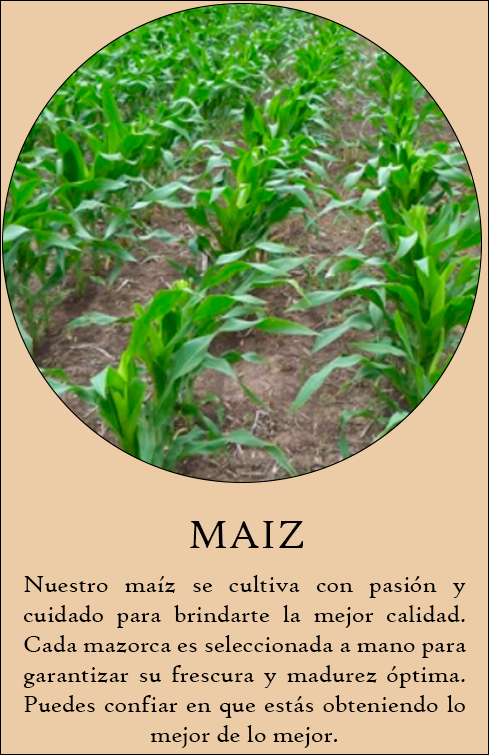 MAIZ
Nuestro maíz se cultiva con pasión y
cuidado para brindarte la mejor calidad.
Cada mazorca es seleccionada a mano para
garantizar su frescura y madurez óptima.
Puedes confiar en que estás obteniendo lo
mejor de lo mejor.